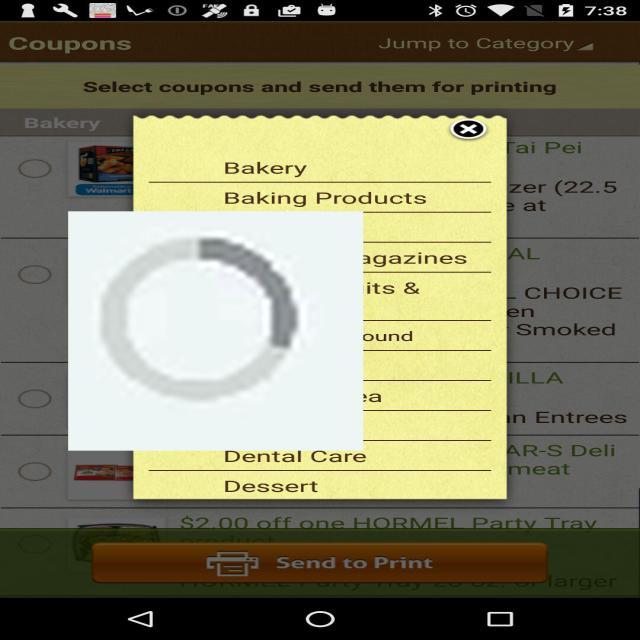 7:38
Coupons
Jump to Category
Select coupons and send them for printing
Bakery
Tai Pei
Walmart
zer (22.5
e at
AL
L CHOICE
en
Smoked
ILLA
an Entrees
AR-S Deli
meat
Bakery
Baking Products
agazines
its &
ound
ea
Dental Care
Dessert
$2.00 off one HORMEL Party Tray
product
Send to Print
HORMEL Party Tray 28 oz. or larger